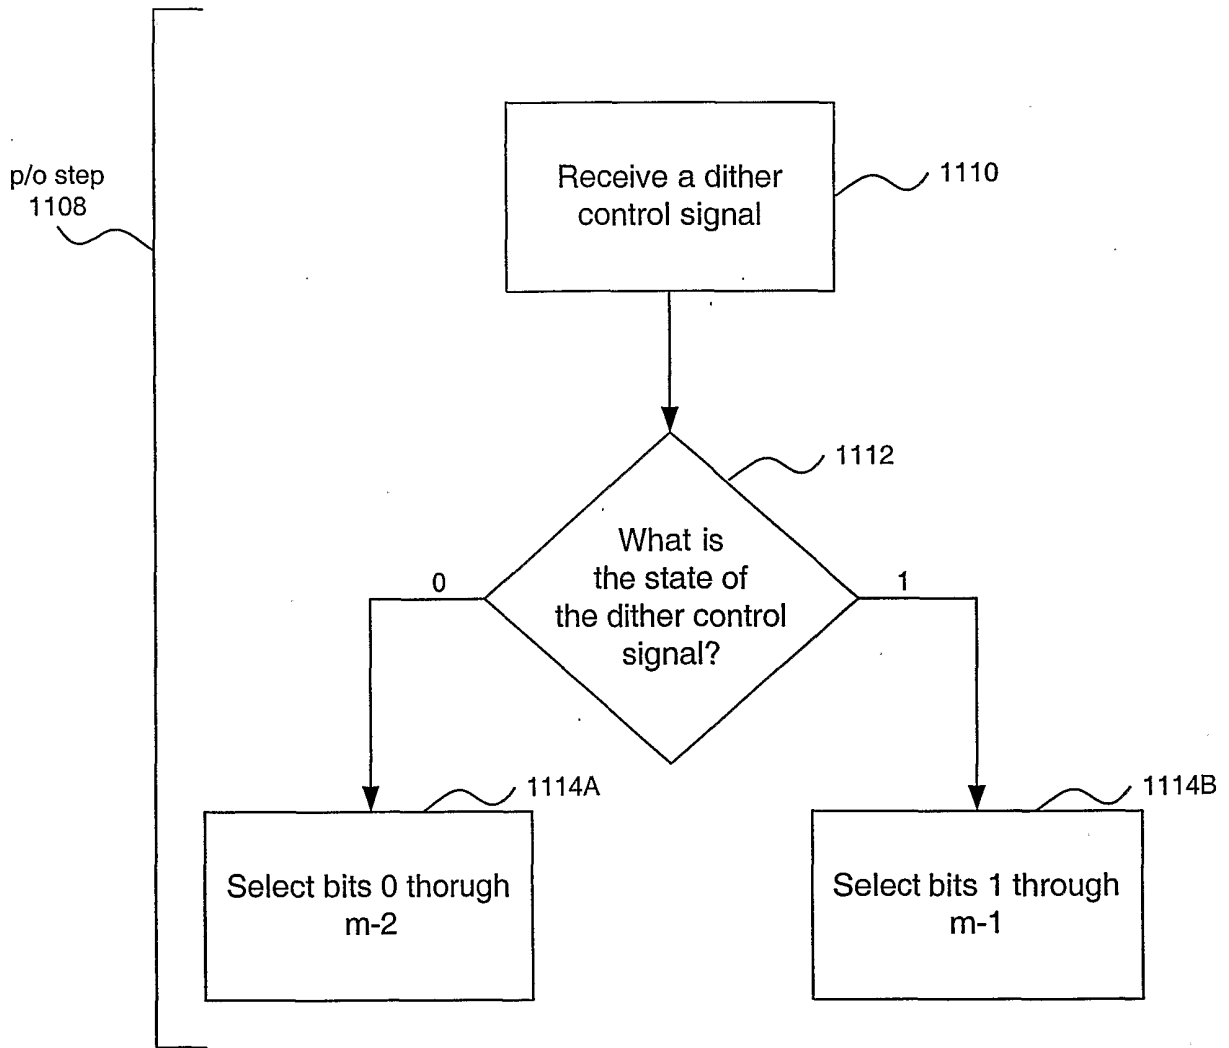 p/o step
1108
Receive a dither
control signal
1110
1112
What is
the state of
the dither control
signal?
0
1
1114A
1114B
Select bits 0 thorugh
m-2
Select bits 1 through
m-1